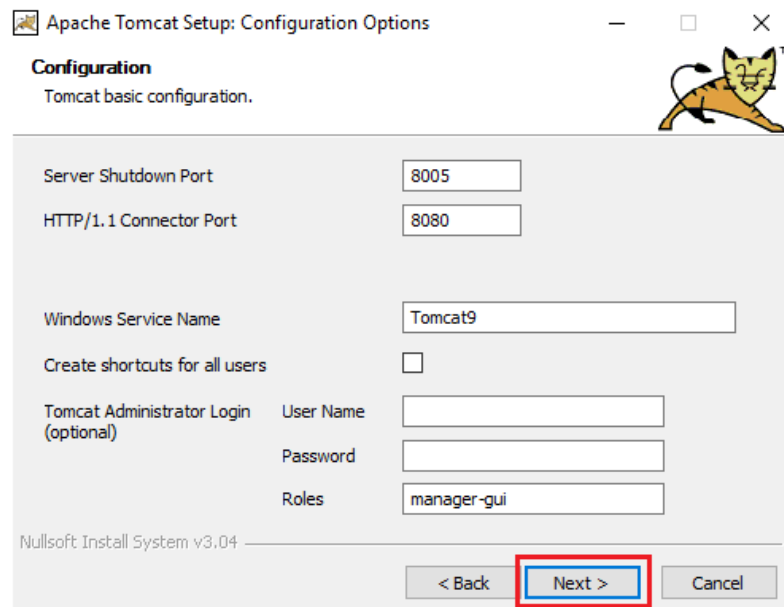 Apache Tomcat Setup: Configuration Options
Configuration
Tomcat basic configuration.
Server Shutdown Port 8005
HTTP/1.1 Connector Port 8080
Windows Service Name Tomcat9
Create shortcuts for all users
Tomcat Administrator Login User Name
(optional)
Password
Roles manager-gui
Nullsoft Install System v3.04
< Back Next > Cancel